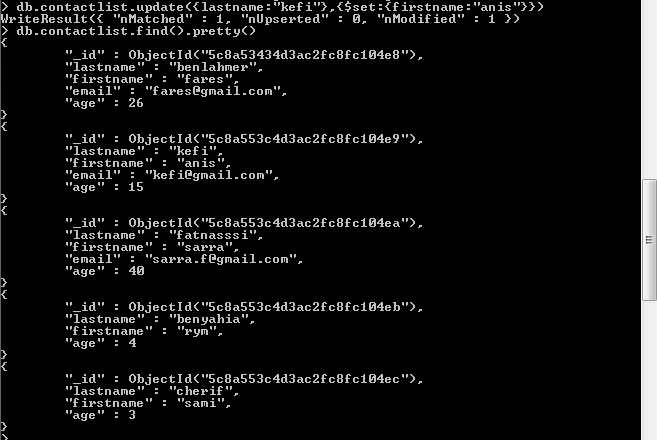 > db.contactlist.update({lastname:"kefi"},{$set:{firstname:"anis"}})
WriteResult({ "nMatched" : 1, "nUpserted" : 0, "nModified" : 1 })
> db.contactlist.find().pretty()
{
        "_id" : ObjectId("5c8a53434d3ac2fc8fc104e8"),
        "lastname" : "benlahmer",
        "firstname" : "fares",
        "email" : "fares@gmail.com",
        "age" : 26
}
{
        "_id" : ObjectId("5c8a553c4d3ac2fc8fc104e9"),
        "lastname" : "kefi",
        "firstname" : "anis",
        "email" : "kefi@gmail.com",
        "age" : 15
}
{
        "_id" : ObjectId("5c8a553c4d3ac2fc8fc104ea"),
        "lastname" : "fatnasssi",
        "firstname" : "sarra",
        "email" : "sarra.f@gmail.com",
        "age" : 40
}
{
        "_id" : ObjectId("5c8a553c4d3ac2fc8fc104eb"),
        "lastname" : "benyahia",
        "firstname" : "rym",
        "age" : 4
}
{
        "_id" : ObjectId("5c8a553c4d3ac2fc8fc104ec"),
        "lastname" : "cherif",
        "firstname" : "sami",
        "age" : 3
}
>